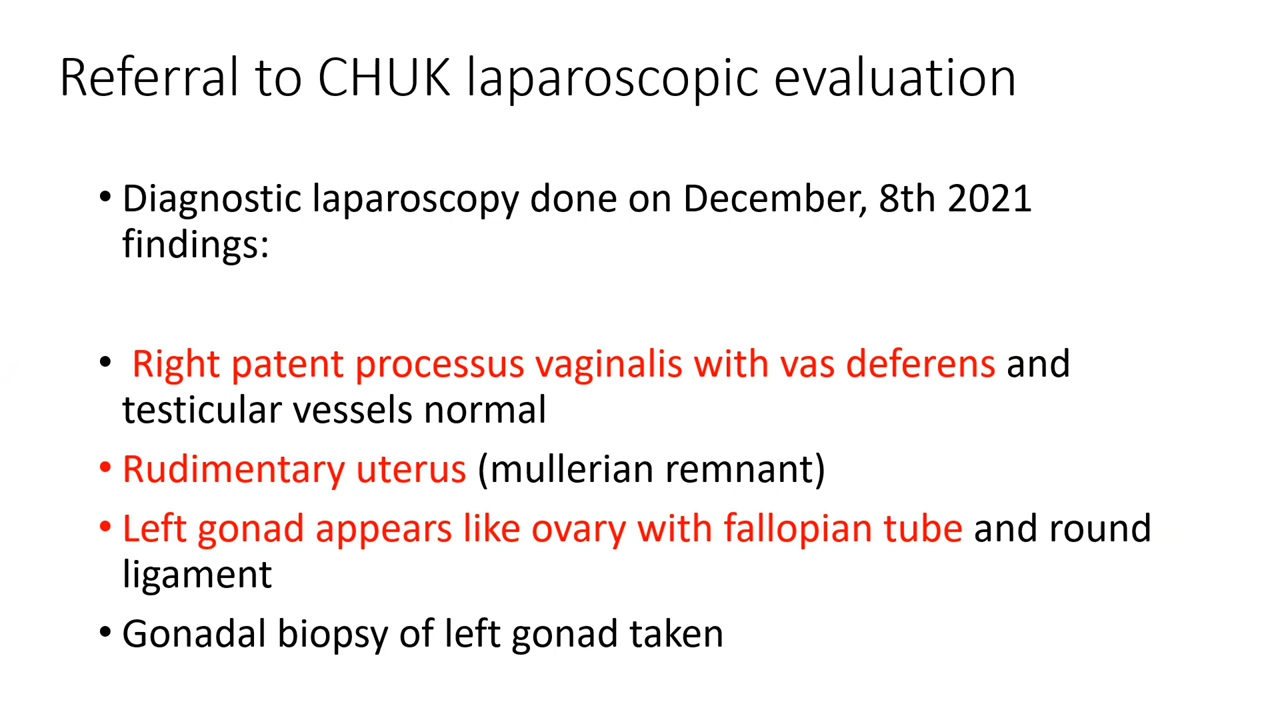 Referral to CHUK laparoscopic evaluation
• Diagnostic laparoscopy done on December, 8th 2021
findings:
• Right patent processus vaginalis with vas deferens and
testicular vessels normal
• Rudimentary uterus (mullerian remnant)
• Left gonad appears like ovary with fallopian tube and round
ligament
• Gonadal biopsy of left gonad taken